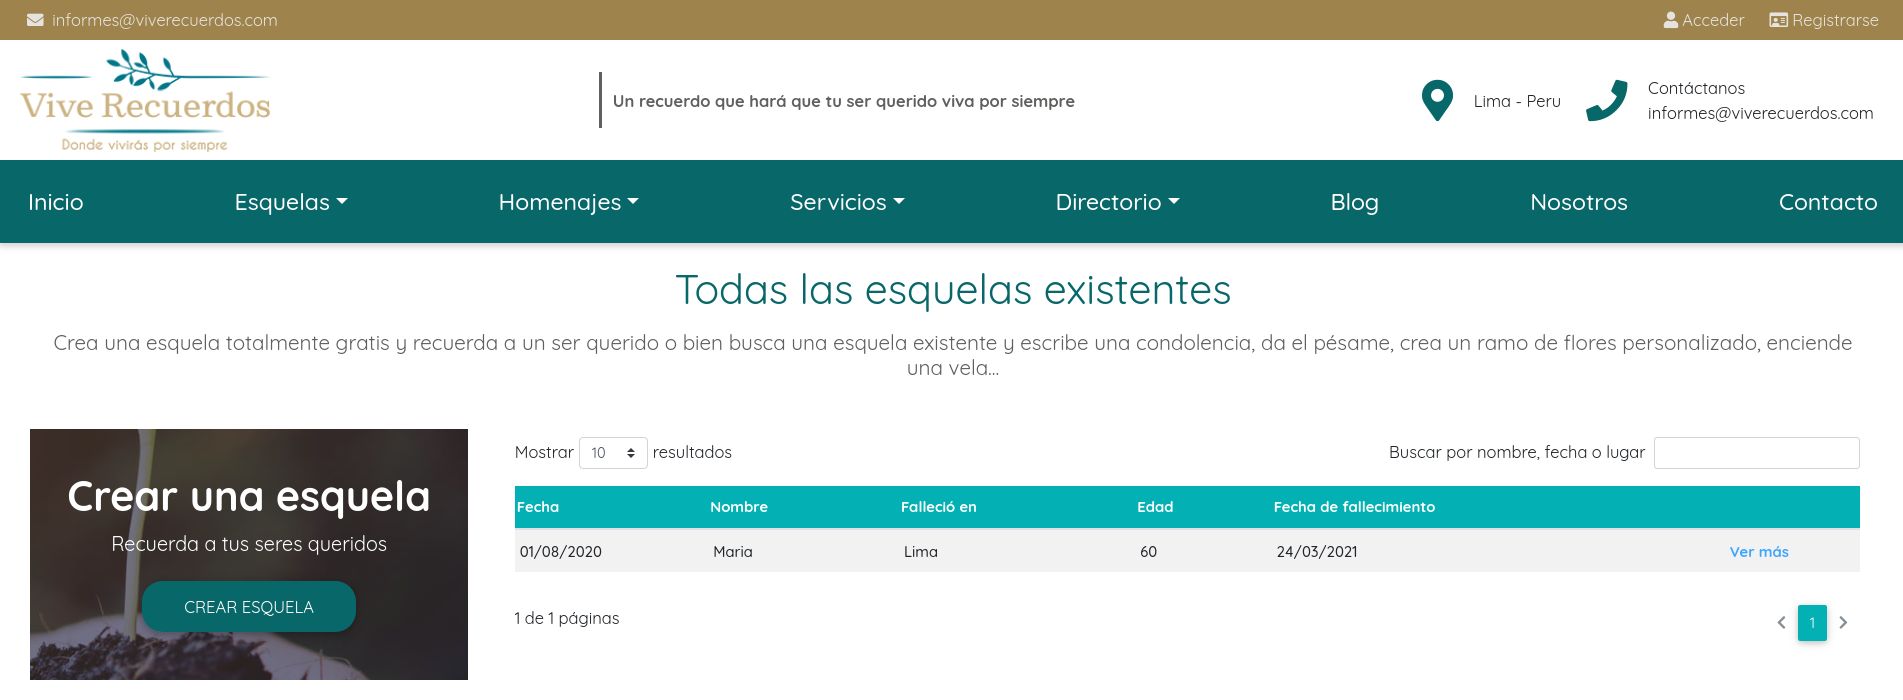 informes@viverecuerdos.com
Acceder
Registrarse
Vive Recuerdos
Donde vivirás por siempre
Un recuerdo que hará que tu ser querido viva por siempre
Lima - Peru
Contáctanos
informes@viverecuerdos.com
Inicio
Esquelas
Homenajes
Servicios
Directorio
Blog
Nosotros
Contacto
Todas las esquelas existentes
Crea una esquela totalmente gratis y recuerda a un ser querido o bien busca una esquela existente y escribe una condolencia, da el pésame, crea un ramo de flores personalizado, enciende
una vela...
Crear una esquela
Recuerda a tus seres queridos
CREAR ESQUELA
Mostrar 10 resultados
Buscar por nombre, fecha o lugar
Fecha Nombre Falleció en Edad Fecha de fallecimiento
01/08/2020 Maria Lima 60 24/03/2021 Ver más
1 de 1 páginas
1